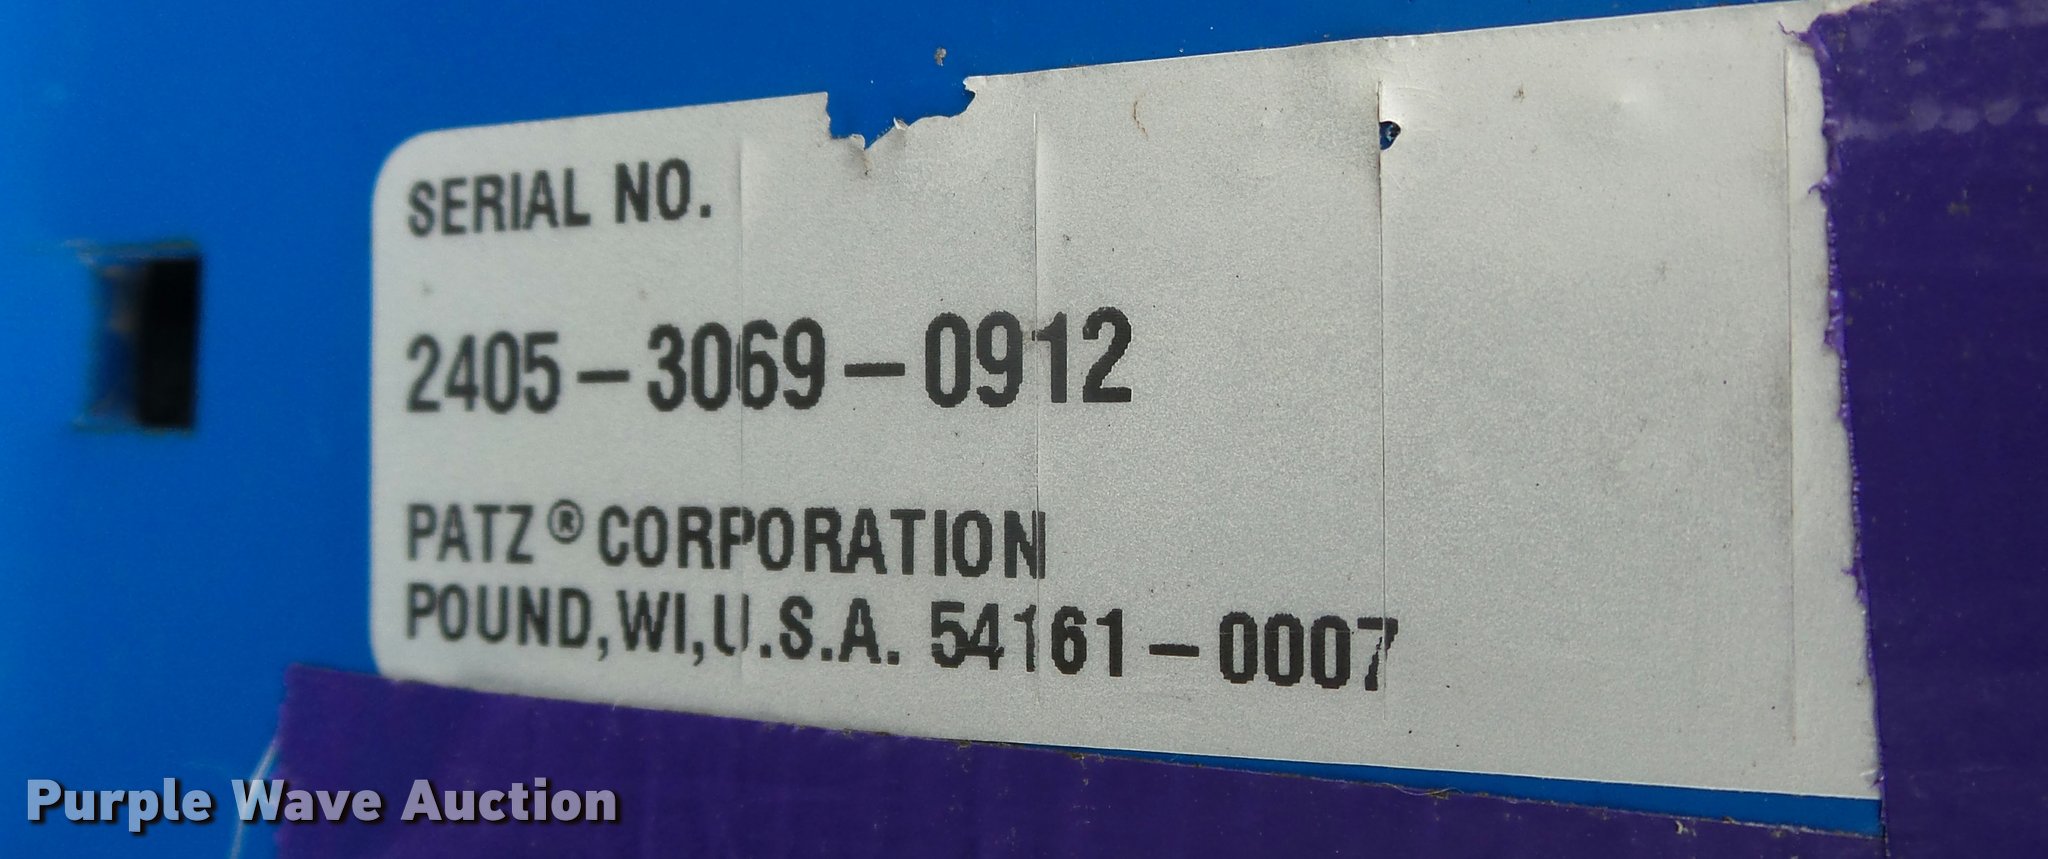 SERIAL NO.
2405-3069-0912
PATZ® CORPORATION
POUND, WI, U.S.A. 54161-0007
Purple Wave Auction